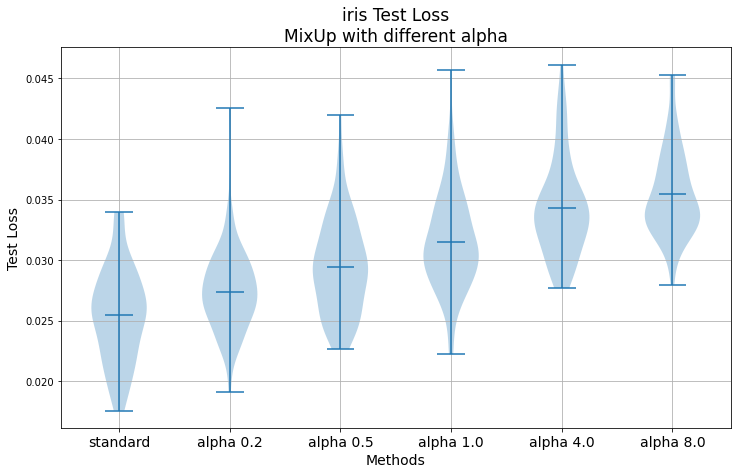 iris Test Loss
MixUp with different alpha
0.045
0.040
0.035
0.030
0.025
0.020
Test Loss
standard alpha 0.2 alpha 0.5 alpha 1.0 alpha 4.0 alpha 8.0
Methods